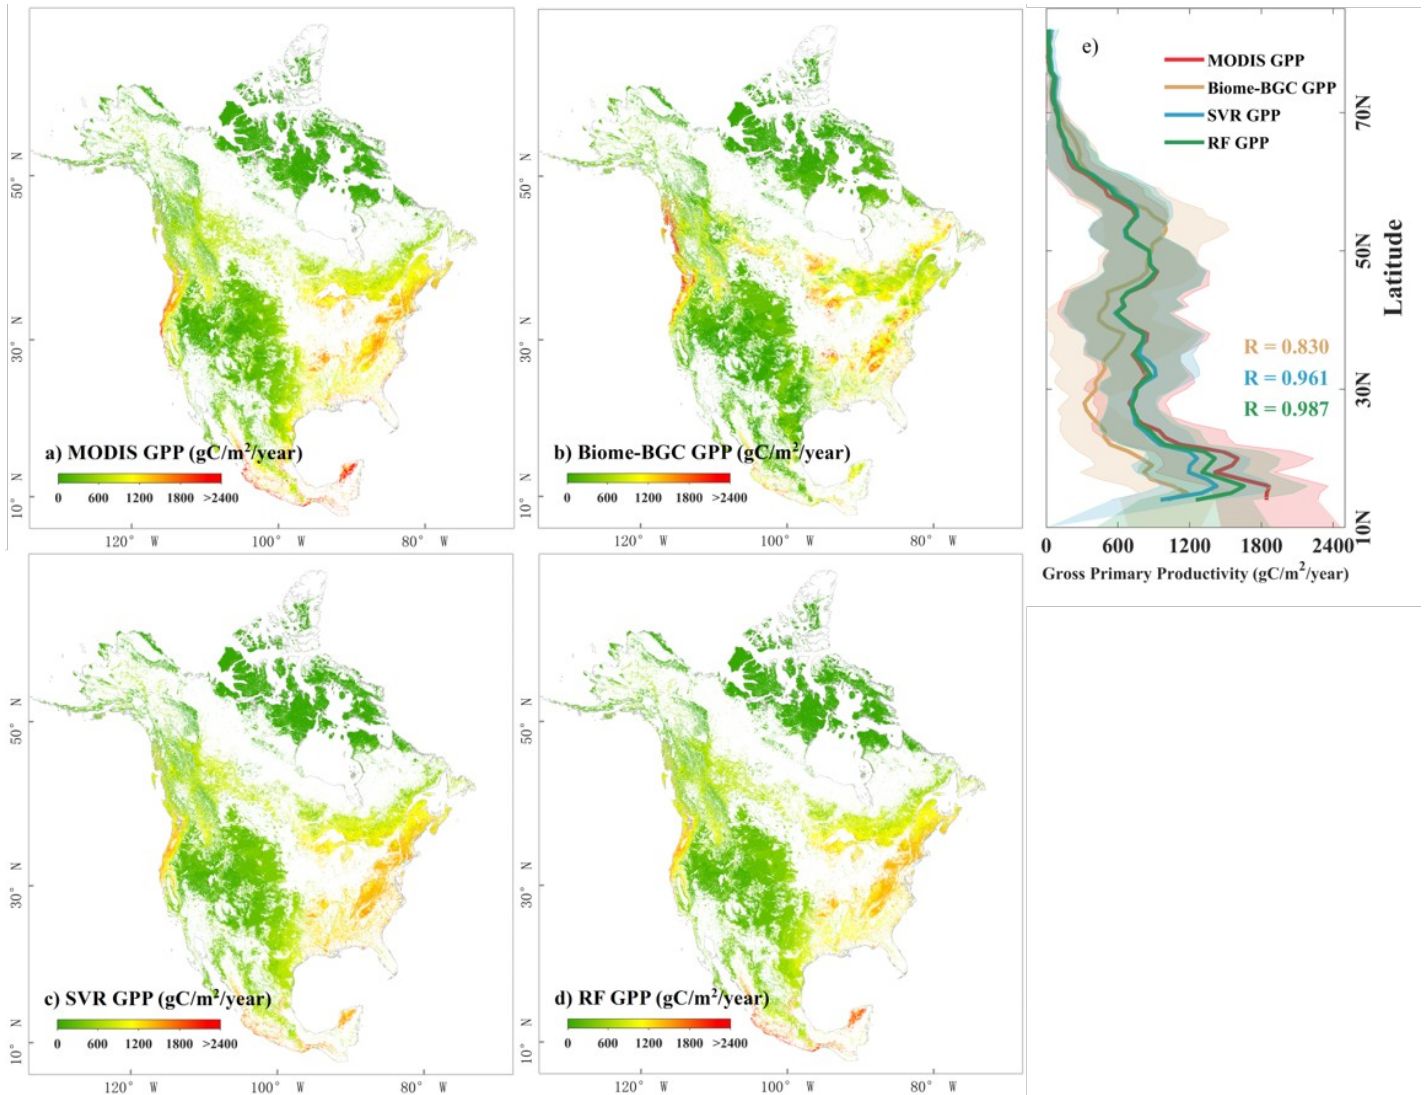 50° N
30° N
10° N
a) MODIS GPP (gC/m²/year)
0 600 1200 1800 >2400
120° W 100° W 80° W
50° N
30° N
10° N
b) Biome-BGC GPP (gC/m²/year)
0 600 1200 1800 >2400
120° W 100° W 80° W
e)
MODIS GPP
Biome-BGC GPP
SVR GPP
RF GPP
R = 0.830
R = 0.961
R = 0.987
70N
50N
30N
10N
Latitude
0 600 1200 1800 2400
Gross Primary Productivity (gC/m²/year)
50° N
30° N
10° N
c) SVR GPP (gC/m²/year)
0 600 1200 1800 >2400
120° W 100° W 80° W
50° N
30° N
10° N
d) RF GPP (gC/m²/year)
0 600 1200 1800 >2400
120° W 100° W 80° W